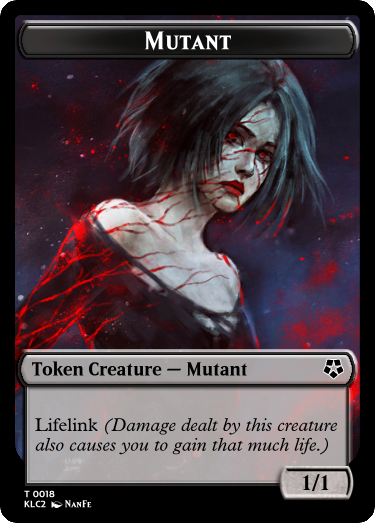 Mutant
Token Creature — Mutant
Lifelink (Damage dealt by this creature
also causes you to gain that much life.)
1/1
T 0018
KLC2 NanFe